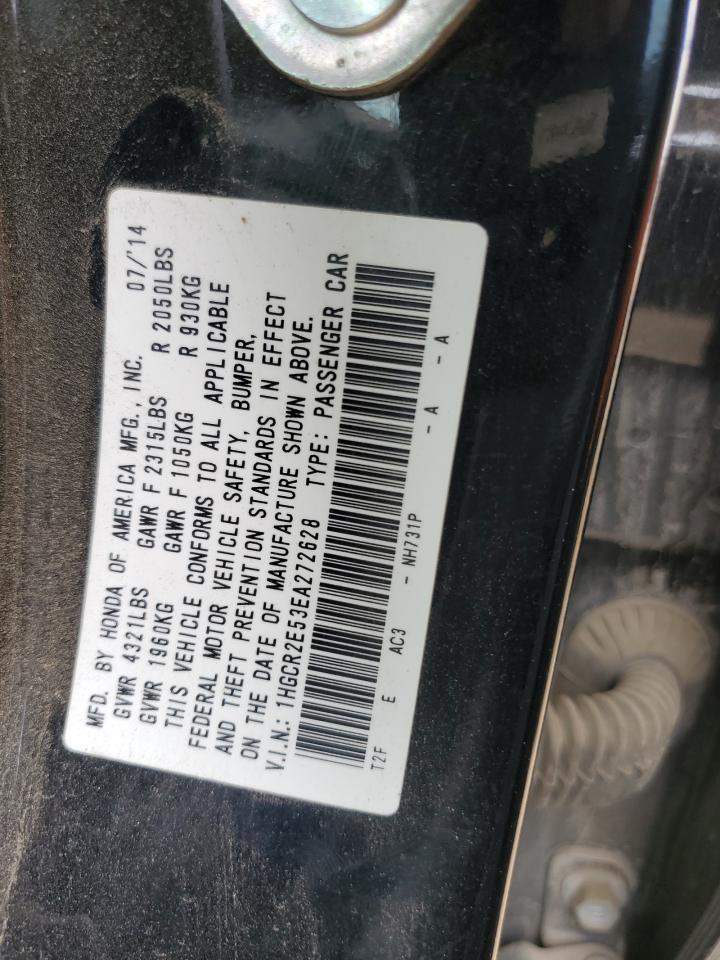 MFD. BY HONDA OF AMERICA MFG., INC. 07/'14
GVWR 4321LBS GAWR F 2315LBS R 2050LBS
GVWR 1960KG GAWR F 1050KG R 930KG
THIS VEHICLE CONFORMS TO ALL APPLICABLE
FEDERAL MOTOR VEHICLE SAFETY, BUMPER,
AND THEFT PREVENTION STANDARDS IN EFFECT
ON THE DATE OF MANUFACTURE SHOWN ABOVE.
V.I.N.: 1HGCR2E53EA272628 TYPE: PASSENGER CAR
T2F E AC3 - NH731P - A - A